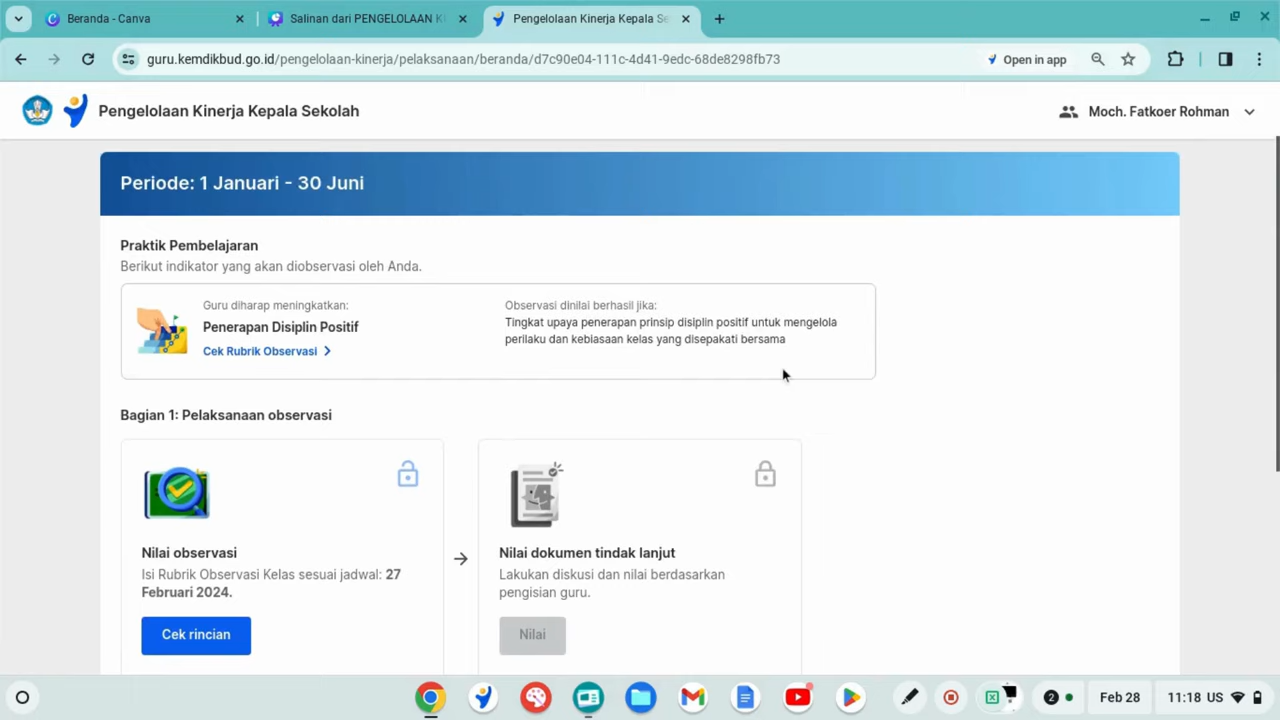 Beranda - Canva
Salinan dari PENGELOLAAN K
Pengelolaan Kinerja Kepala Se
guru.kemdikbud.go.id/pengelolaan-kinerja/pelaksanaan/beranda/d7c90e04-111c-4d41-9edc-68de8298fb73
Open in app
Pengelolaan Kinerja Kepala Sekolah
Moch. Fatkoer Rohman
Periode: 1 Januari - 30 Juni
Praktik Pembelajaran
Berikut indikator yang akan diobservasi oleh Anda.
Guru diharap meningkatkan:
Penerapan Disiplin Positif
Cek Rubrik Observasi
Observasi dinilai berhasil jika:
Tingkat upaya penerapan prinsip disiplin positif untuk mengelola
perilaku dan kebiasaan kelas yang disepakati bersama
Bagian 1: Pelaksanaan observasi
Nilai observasi
Isi Rubrik Observasi Kelas sesuai jadwal: 27
Februari 2024.
Cek rincian
Nilai dokumen tindak lanjut
Lakukan diskusi dan nilai berdasarkan
pengisian guru.
Nilai
2
Feb 28
11:18 US